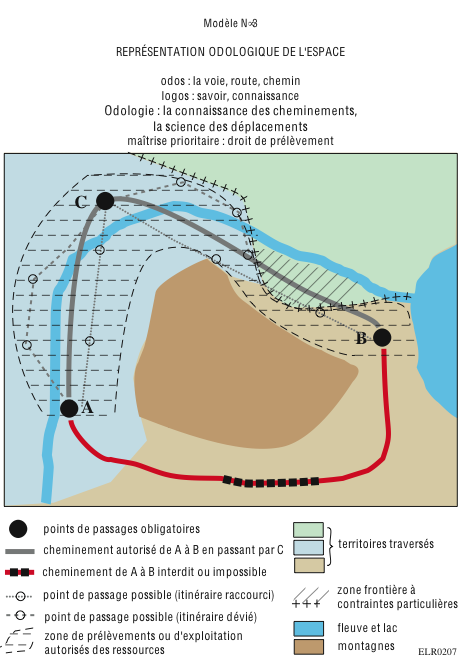 Modèle N°3
REPRÉSENTATION ODOLOGIQUE DE L'ESPACE
odos : la voie, route, chemin
logos : savoir, connaissance
Odologie : la connaissance des cheminements,
la science des déplacements
maîtrise prioritaire : droit de prélèvement
C
B
A
points de passages obligatoires
cheminement autorisé de A à B en passant par C
cheminement de A à B interdit ou impossible
point de passage possible (itinéraire raccourci)
point de passage possible (itinéraire dévié)
zone de prélèvements ou d'exploitation
autorisés des ressources
territoires traversés
zone frontière à
contraintes particulières
fleuve et lac
montagnes
ELR0207